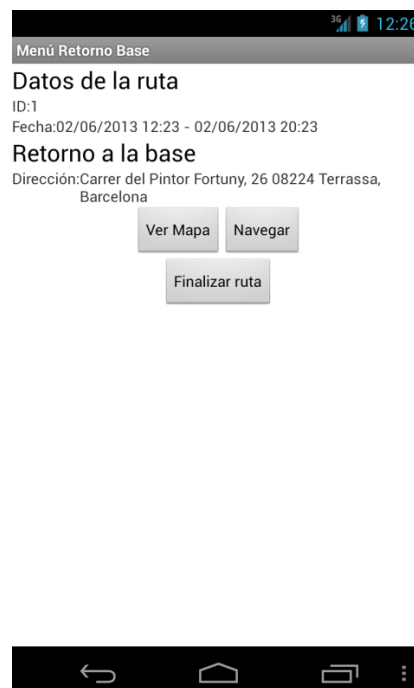 3G 12:26
Menú Retorno Base
Datos de la ruta
ID:1
Fecha:02/06/2013 12:23 - 02/06/2013 20:23
Retorno a la base
Dirección:Carrer del Pintor Fortuny, 26 08224 Terrassa,
Barcelona
Ver Mapa Navegar
Finalizar ruta